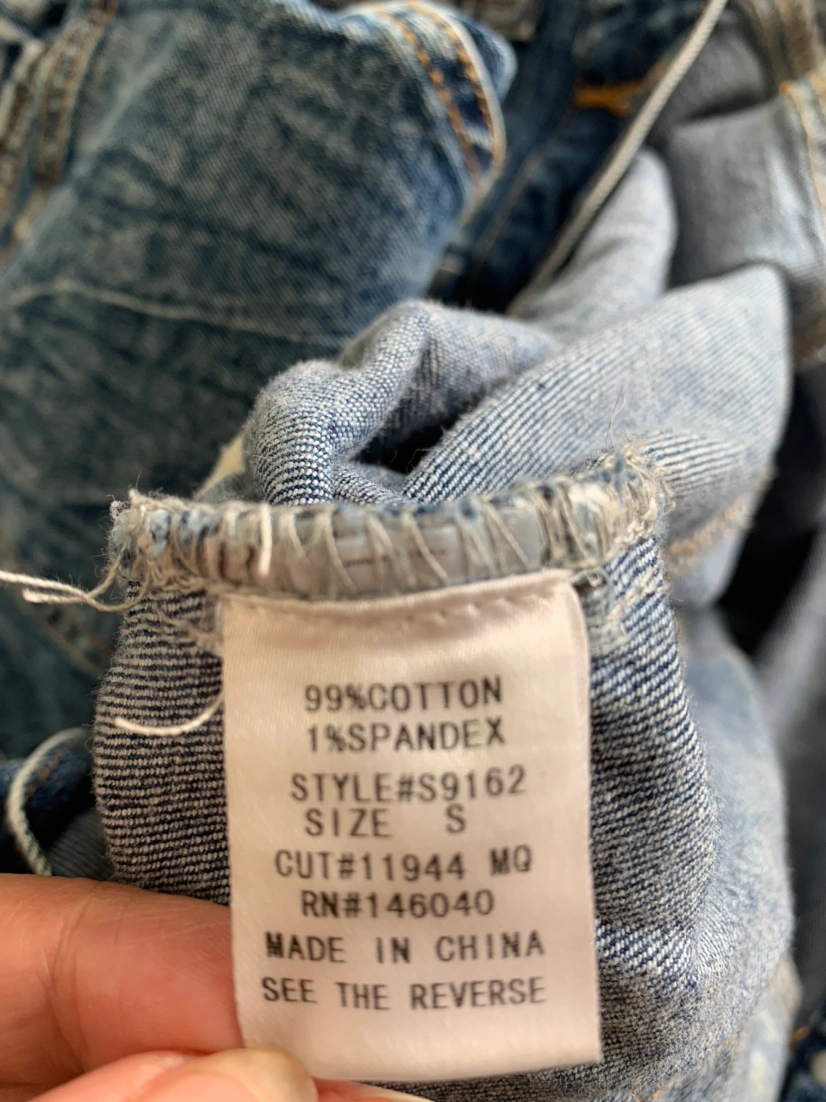 99%COTTON
1%SPANDEX
STYLE#S9162
SIZE S
CUT#11944 MQ
RN#146040
MADE IN CHINA
SEE THE REVERSE